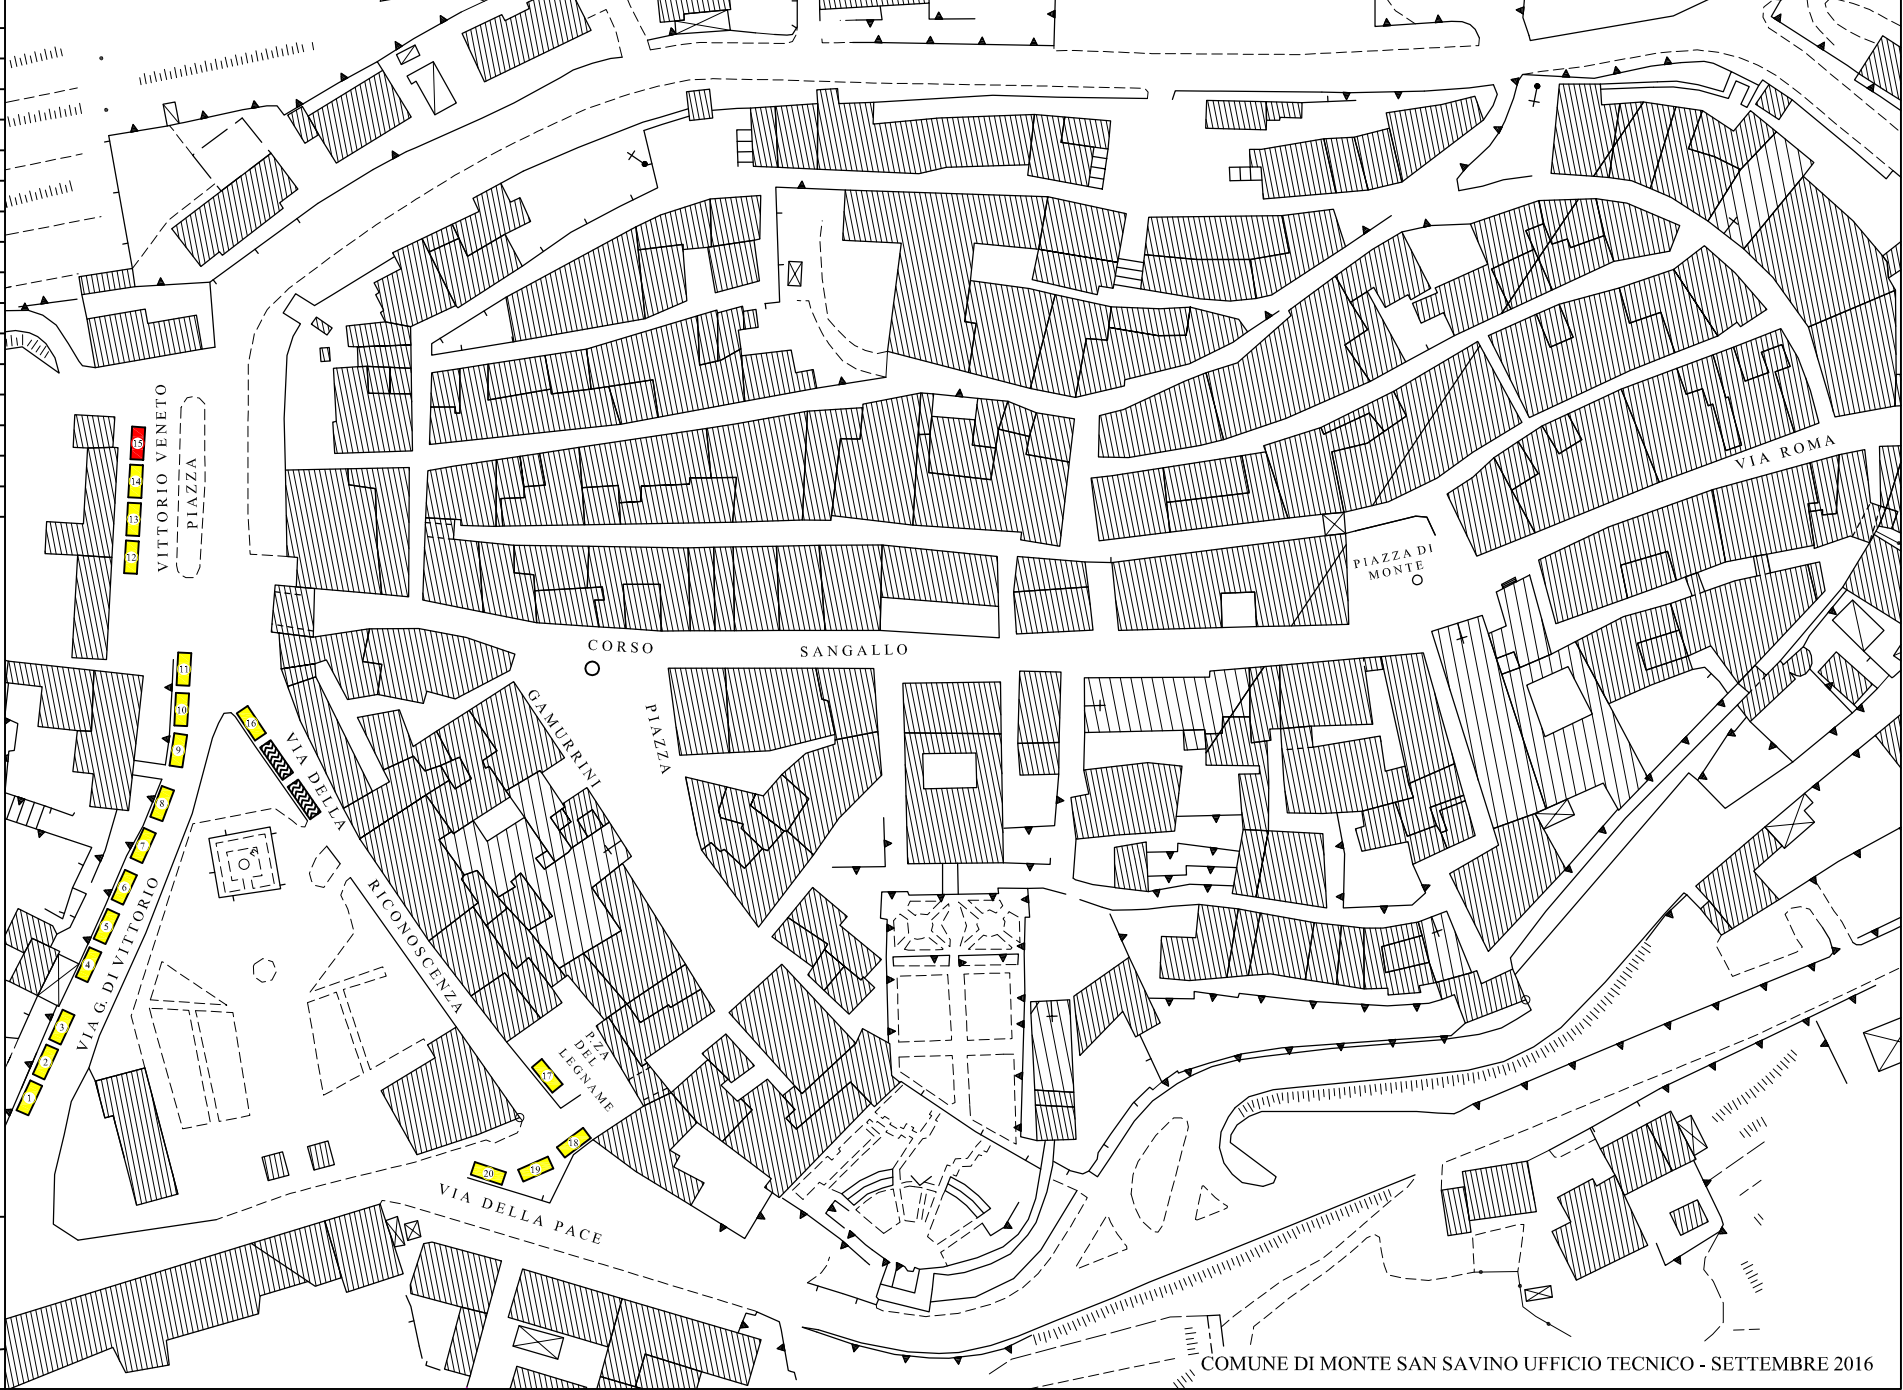 15
14
13
12
VITTORIO VENETO
PIAZZA
VIA ROMA
PIAZZA DI
MONTE
CORSO
SANGALLO
11
10
9
16
8
7
6
5
4
3
2
1
VIA G. DI VITTORIO
VIA DELLA
RICONOSCENZA
GAMURRINI
PIAZZA
17
P.ZA
DEL
LEGNAME
18
19
20
VIA DELLA PACE
COMUNE DI MONTE SAN SAVINO UFFICIO TECNICO - SETTEMBRE 2016